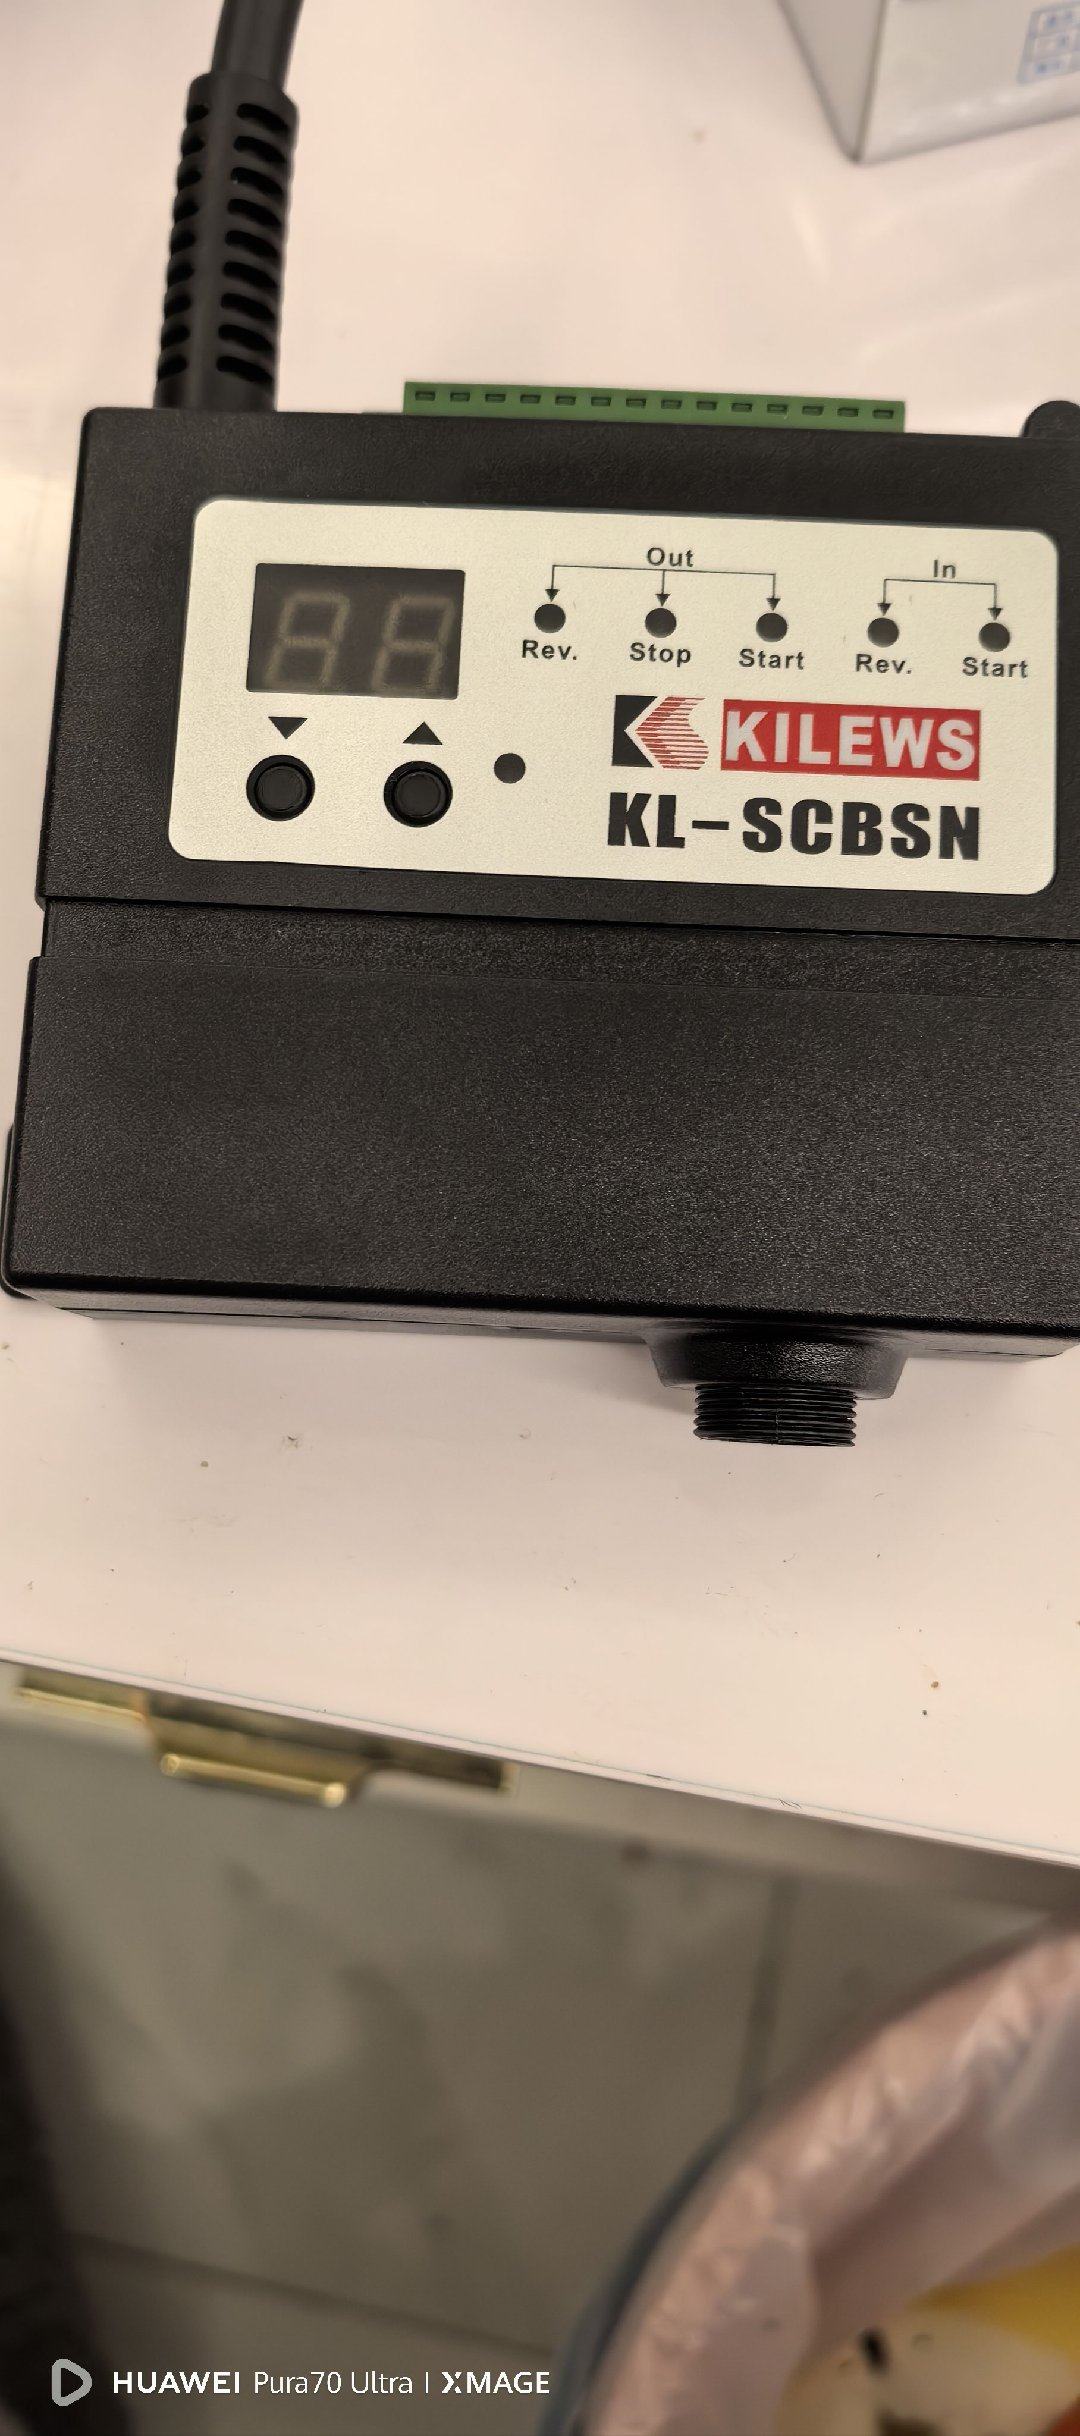 Out
In
Rev.
Stop
Start
Rev.
Start
KILEWS
KL-SCBSN
HUAWEI Pura70 Ultra | XMAGE